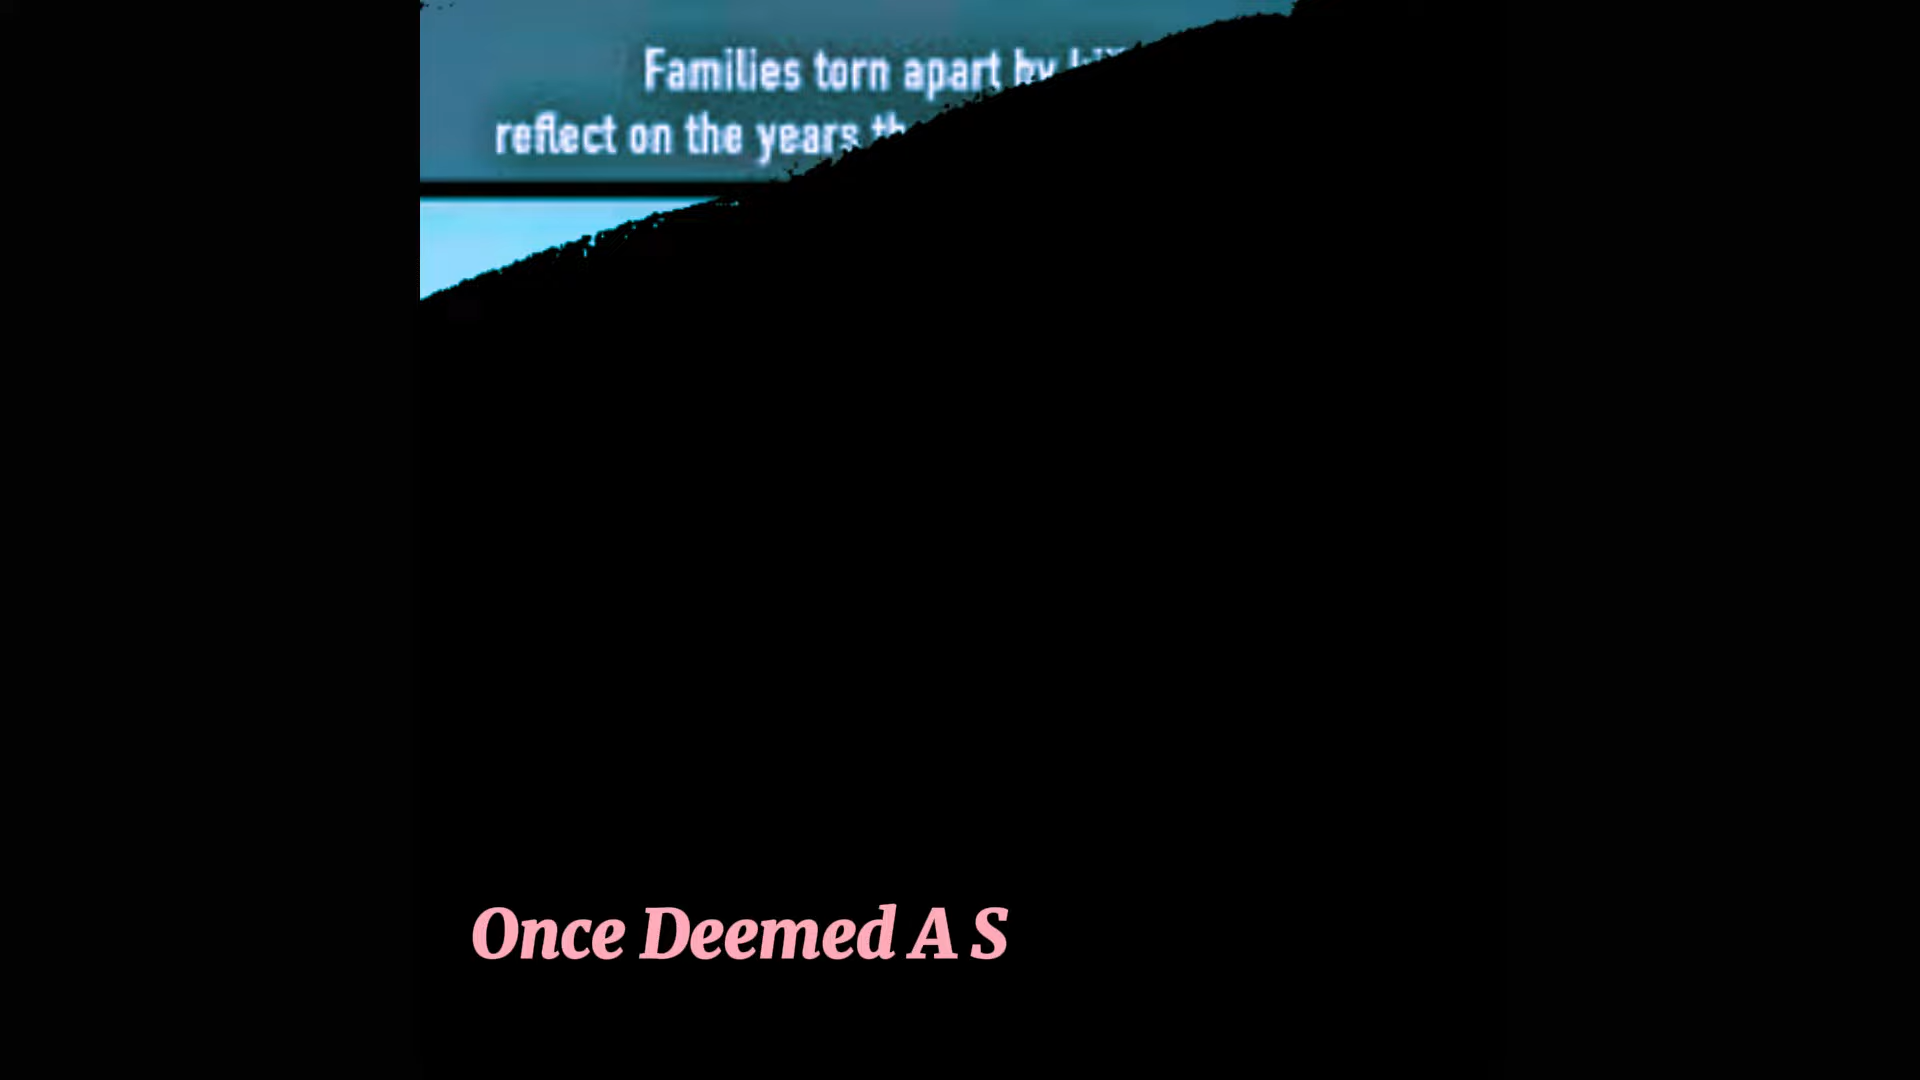 Families torn apart by
reflect on the years
Once Deemed A S